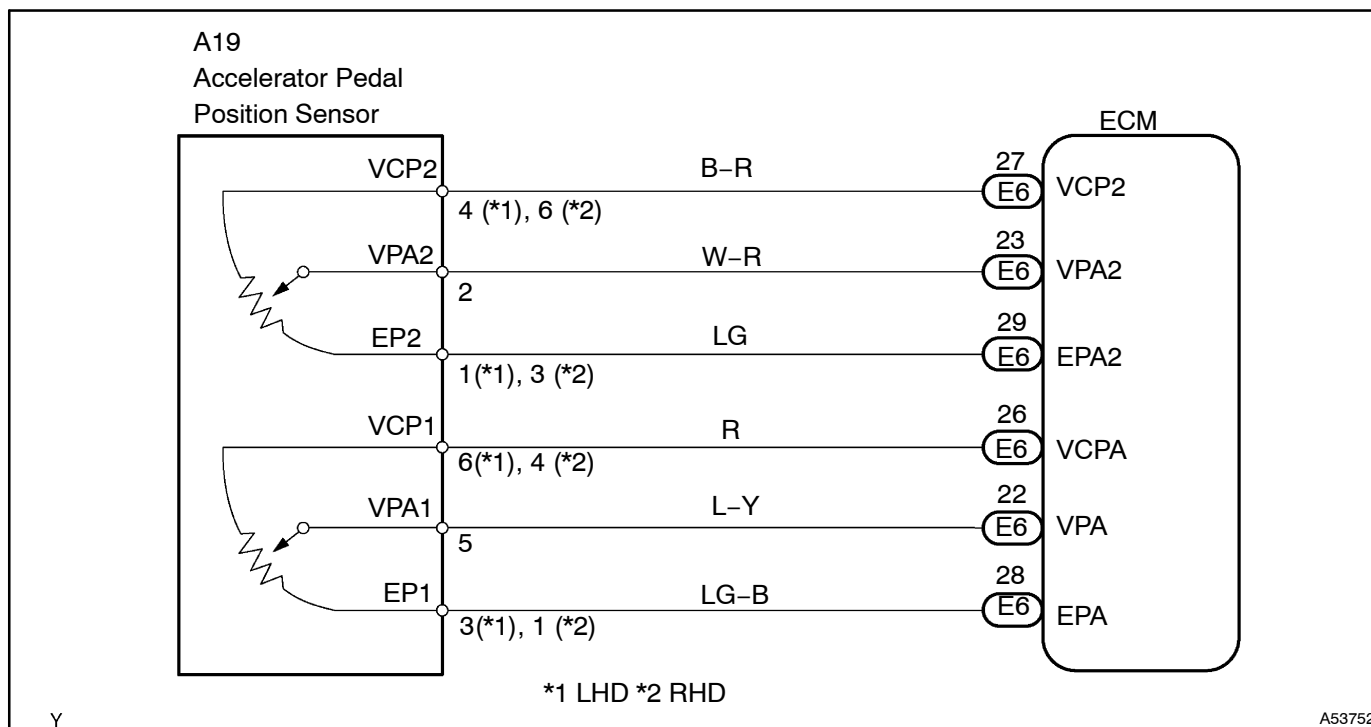 A19
Accelerator Pedal
Position Sensor
ECM
VCP2
B–R
27
E6
VCP2
4 (*1), 6 (*2)
VPA2
W–R
23
E6
VPA2
2
EP2
LG
29
E6
EPA2
1(*1), 3 (*2)
VCP1
R
26
E6
VCPA
6(*1), 4 (*2)
VPA1
L–Y
22
E6
VPA
5
EP1
LG–B
28
E6
EPA
3(*1), 1 (*2)
*1 LHD *2 RHD
Y
A53752